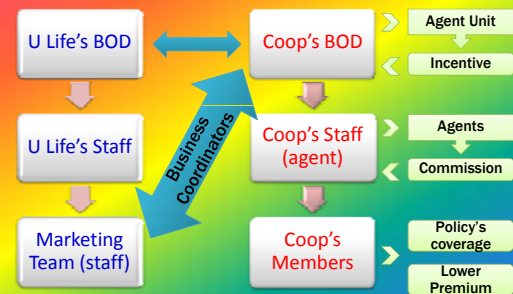 U Life's BOD
Coop's BOD
Agent Unit
Incentive
U Life's Staff
Business
Coordinators
Coop's Staff
(agent)
Agents
Commission
Marketing
Team (staff)
Coop's
Members
Policy's
coverage
Lower
Premium